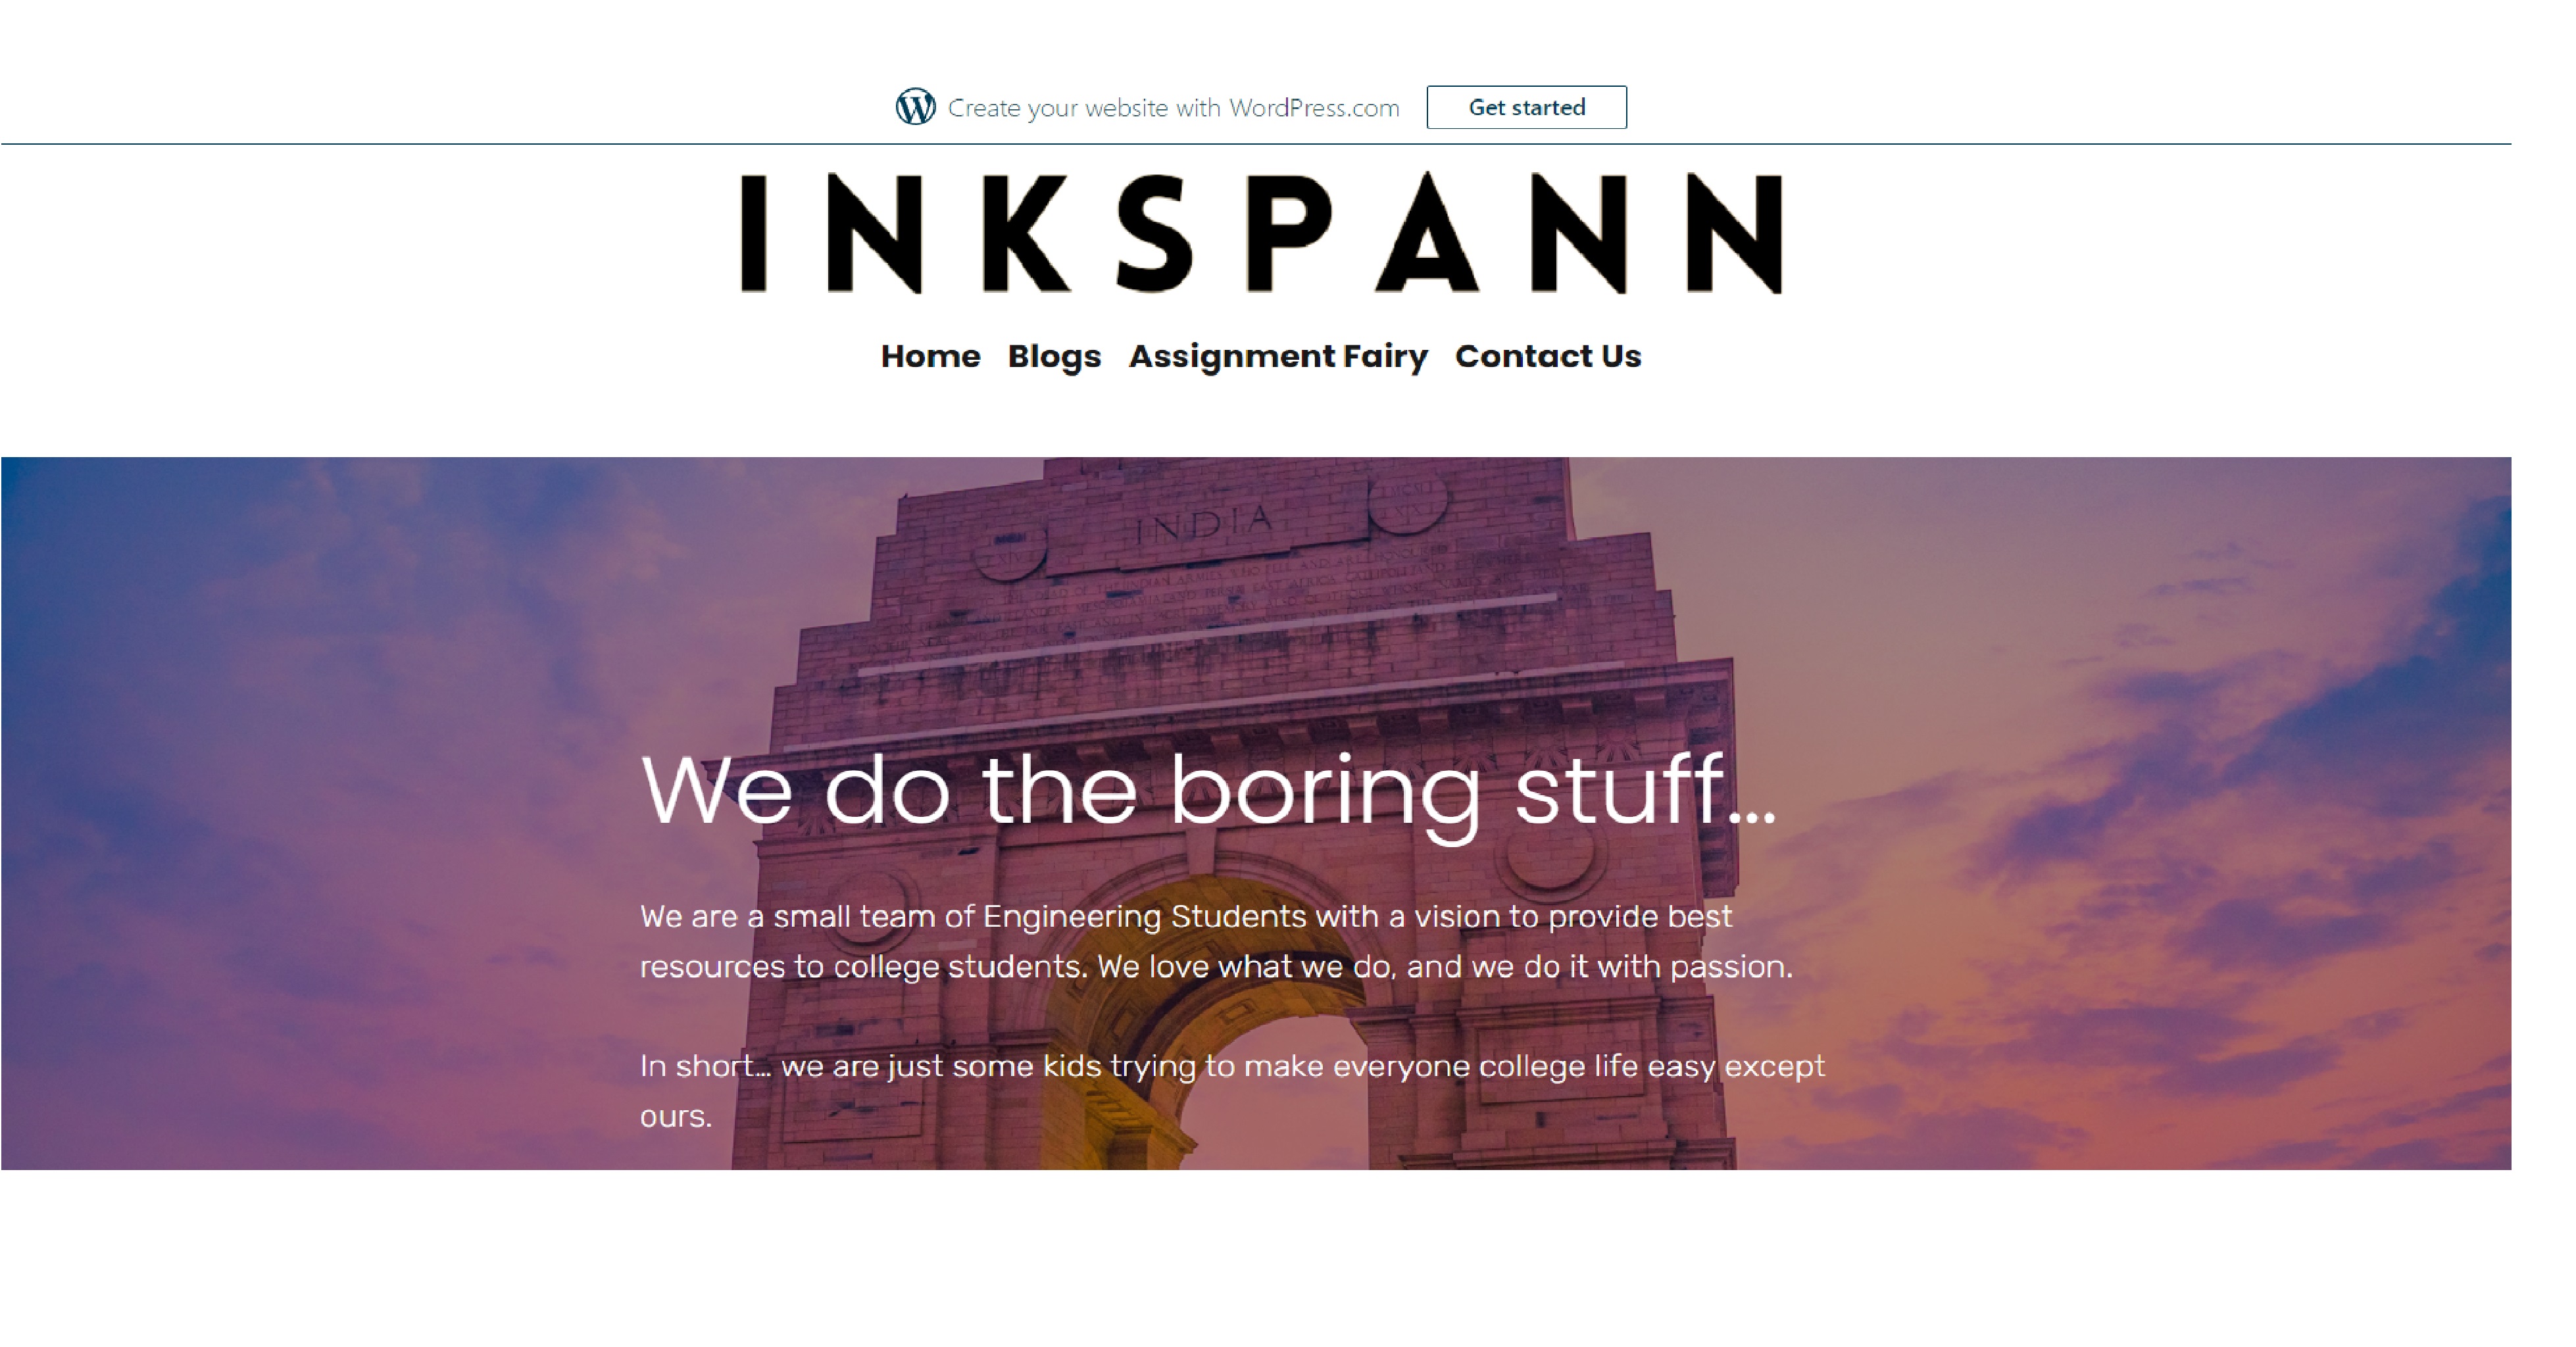 Create your website with WordPress.com Get started
INKSPANN
Home Blogs Assignment Fairy Contact Us
INDIA
We do the boring stuff...
We are a small team of Engineering Students with a vision to provide best
resources to college students. We love what we do, and we do it with passion.
In short... we are just some kids trying to make everyone college life easy except
ours.